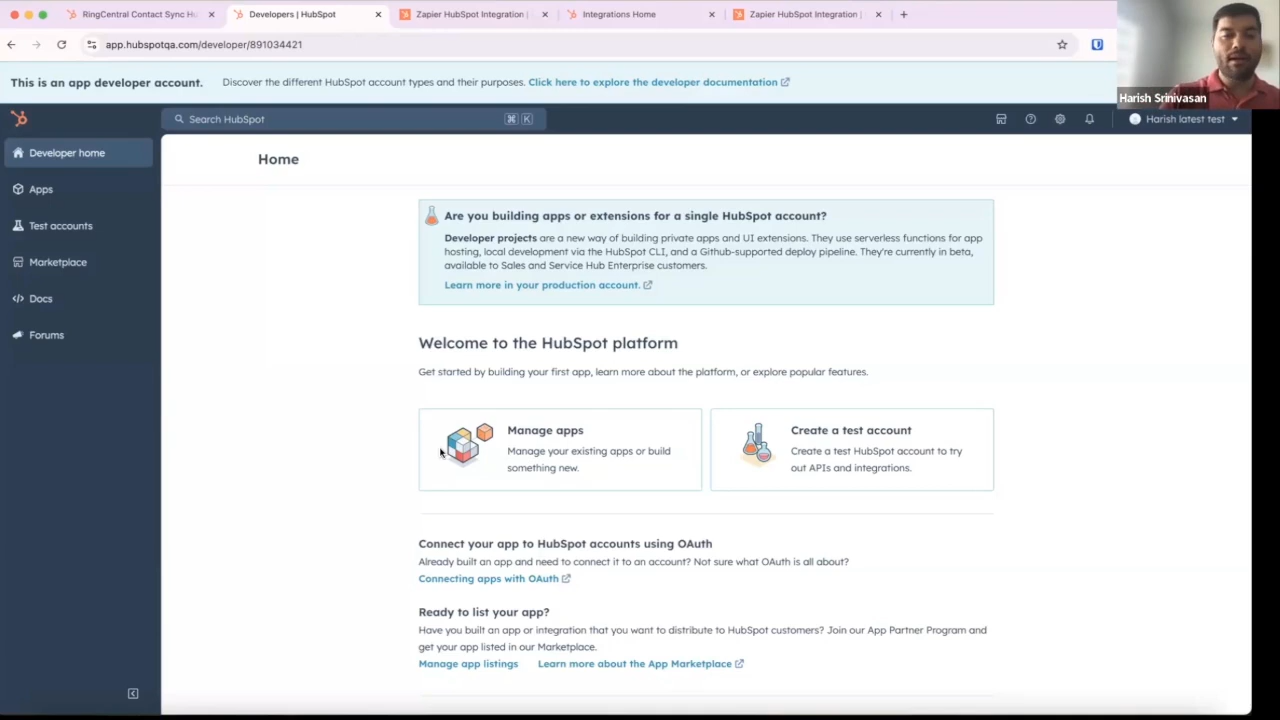 RingCentral Contact Sync Hu
Developers | HubSpot
Zapier HubSpot Integration |
Integrations Home
Zapier HubSpot Integration |
app.hubspotqa.com/developer/891034421
This is an app developer account. Discover the different HubSpot account types and their purposes. Click here to explore the developer documentation
Harish Srinivasan
Search HubSpot
⌘ K
Harish latest test
Developer home
Apps
Test accounts
Marketplace
Docs
Forums
Home
Are you building apps or extensions for a single HubSpot account?
Developer projects are a new way of building private apps and UI extensions. They use serverless functions for app
hosting, local development via the HubSpot CLI, and a Github-supported deploy pipeline. They're currently in beta,
available to Sales and Service Hub Enterprise customers.
Learn more in your production account.
Welcome to the HubSpot platform
Get started by building your first app, learn more about the platform, or explore popular features.
Manage apps
Manage your existing apps or build
something new.
Create a test account
Create a test HubSpot account to try
out APIs and integrations.
Connect your app to HubSpot accounts using OAuth
Already built an app and need to connect it to an account? Not sure what OAuth is all about?
Connecting apps with OAuth
Ready to list your app?
Have you built an app or integration that you want to distribute to HubSpot customers? Join our App Partner Program and
get your app listed in our Marketplace.
Manage app listings Learn more about the App Marketplace